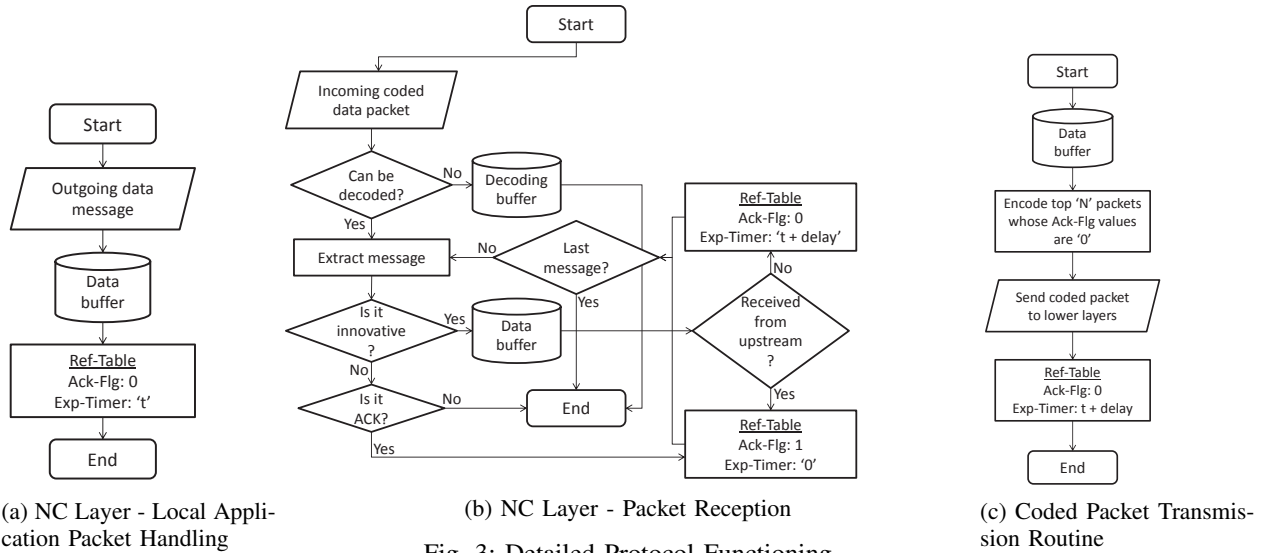 Start
Outgoing data
message
Data
buffer
Ref-Table
Ack-Flg: 0
Exp-Timer: ‘t’
End
(a) NC Layer - Local Appli-
cation Packet Handling
Start
Incoming coded
data packet
Can be
decoded?
No
Yes
Decoding
buffer
Extract message
No
Last
message?
Yes
Ref-Table
Ack-Flg: 0
Exp-Timer: ‘t + delay’
No
Is it
innovative
?
Yes
No
Data
buffer
Received
from
upstream
?
Yes
Is it
ACK?
No
Yes
End
Ref-Table
Ack-Flg: 1
Exp-Timer: ‘0’
(b) NC Layer - Packet Reception
Start
Data
buffer
Encode top ‘N’ packets
whose Ack-Flg values
are ‘0’
Send coded packet
to lower layers
Ref-Table
Ack-Flg: 0
Exp-Timer: t + delay
End
(c) Coded Packet Transmis-
sion Routine
Fig. 3: Detailed Protocol Functioning